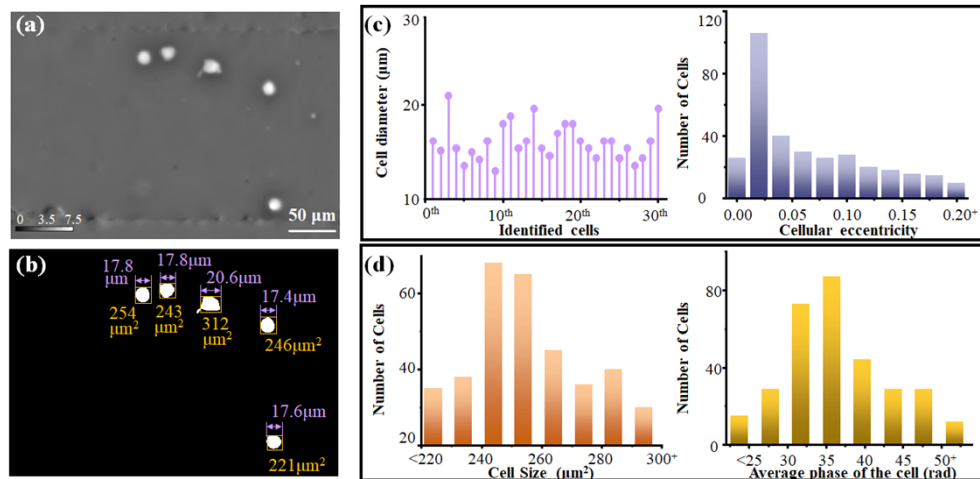 (a)
0 3.5 7.5
50 μm
(b)
17.8
μm
17.8μm
20.6μm
17.4μm
254
μm²
243
μm²
312
μm²
246μm²
17.6μm
221μm²
(c)
Cell diameter (μm)
30
20
10
0th 10th 20th 30th
Identified cells
Number of Cells
120
80
40
0
0.00 0.05 0.10 0.15 0.20+
Cellular eccentricity
(d)
Number of Cells
60
40
20
<220 240 260 280 300+
Cell Size (μm²)
Number of Cells
80
40
0
<25 30 35 40 45 50+
Average phase of the cell (rad)